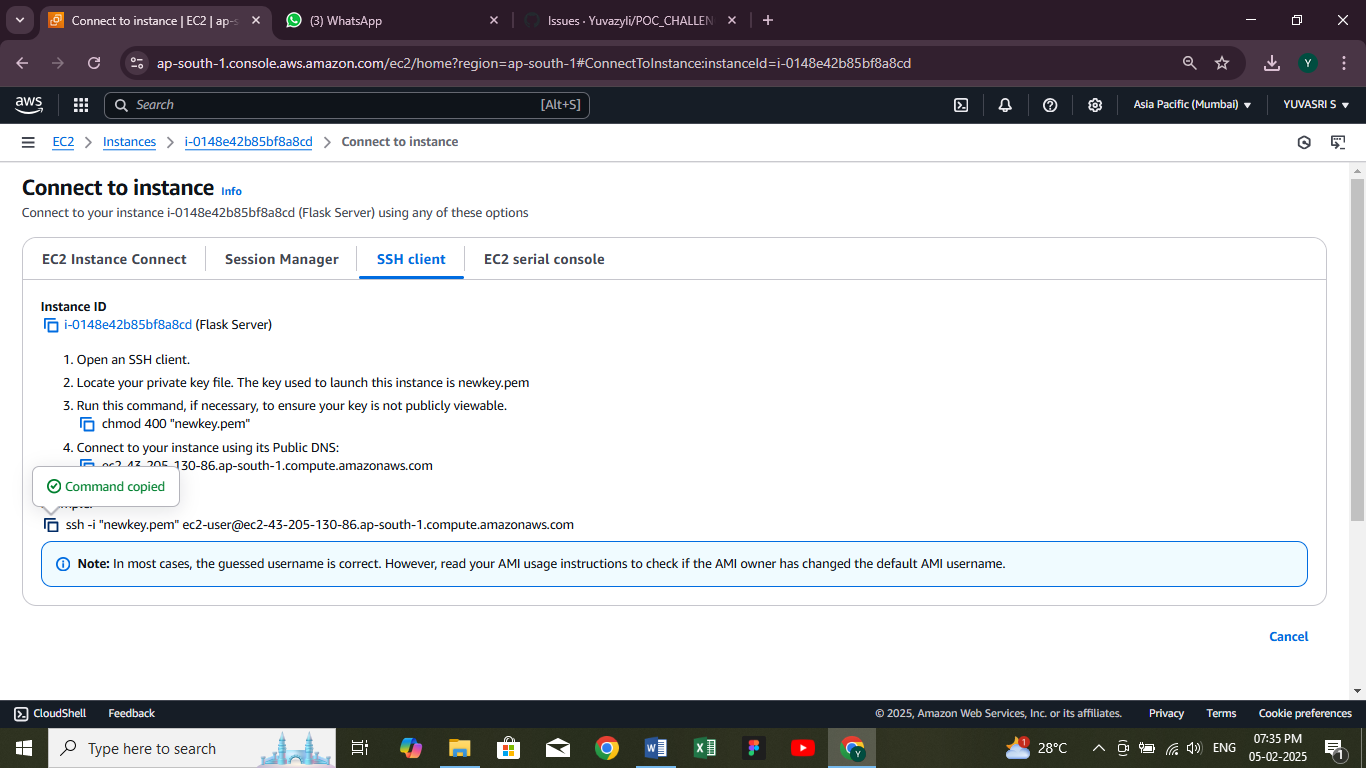 Connect to instance | EC2 | ap-s
(3) WhatsApp
Issues · Yuvazyli/POC_CHALLEN
ap-south-1.console.aws.amazon.com/ec2/home?region=ap-south-1#ConnectToInstance:instanceId=i-0148e42b85bf8a8cd
Y
aws
Search
[Alt+S]
Asia Pacific (Mumbai)
YUVASRI S
EC2
Instances
i-0148e42b85bf8a8cd
Connect to instance
Connect to instance Info
Connect to your instance i-0148e42b85bf8a8cd (Flask Server) using any of these options
EC2 Instance Connect
Session Manager
SSH client
EC2 serial console
Instance ID
i-0148e42b85bf8a8cd (Flask Server)
1. Open an SSH client.
2. Locate your private key file. The key used to launch this instance is newkey.pem
3. Run this command, if necessary, to ensure your key is not publicly viewable.
chmod 400 "newkey.pem"
4. Connect to your instance using its Public DNS:
ec2-43-205-130-86.ap-south-1.compute.amazonaws.com
Command copied
ssh -i "newkey.pem" ec2-user@ec2-43-205-130-86.ap-south-1.compute.amazonaws.com
Note: In most cases, the guessed username is correct. However, read your AMI usage instructions to check if the AMI owner has changed the default AMI username.
Cancel
CloudShell
Feedback
© 2025, Amazon Web Services, Inc. or its affiliates.
Privacy
Terms
Cookie preferences
Type here to search
28°C
ENG
07:35 PM
05-02-2025
1